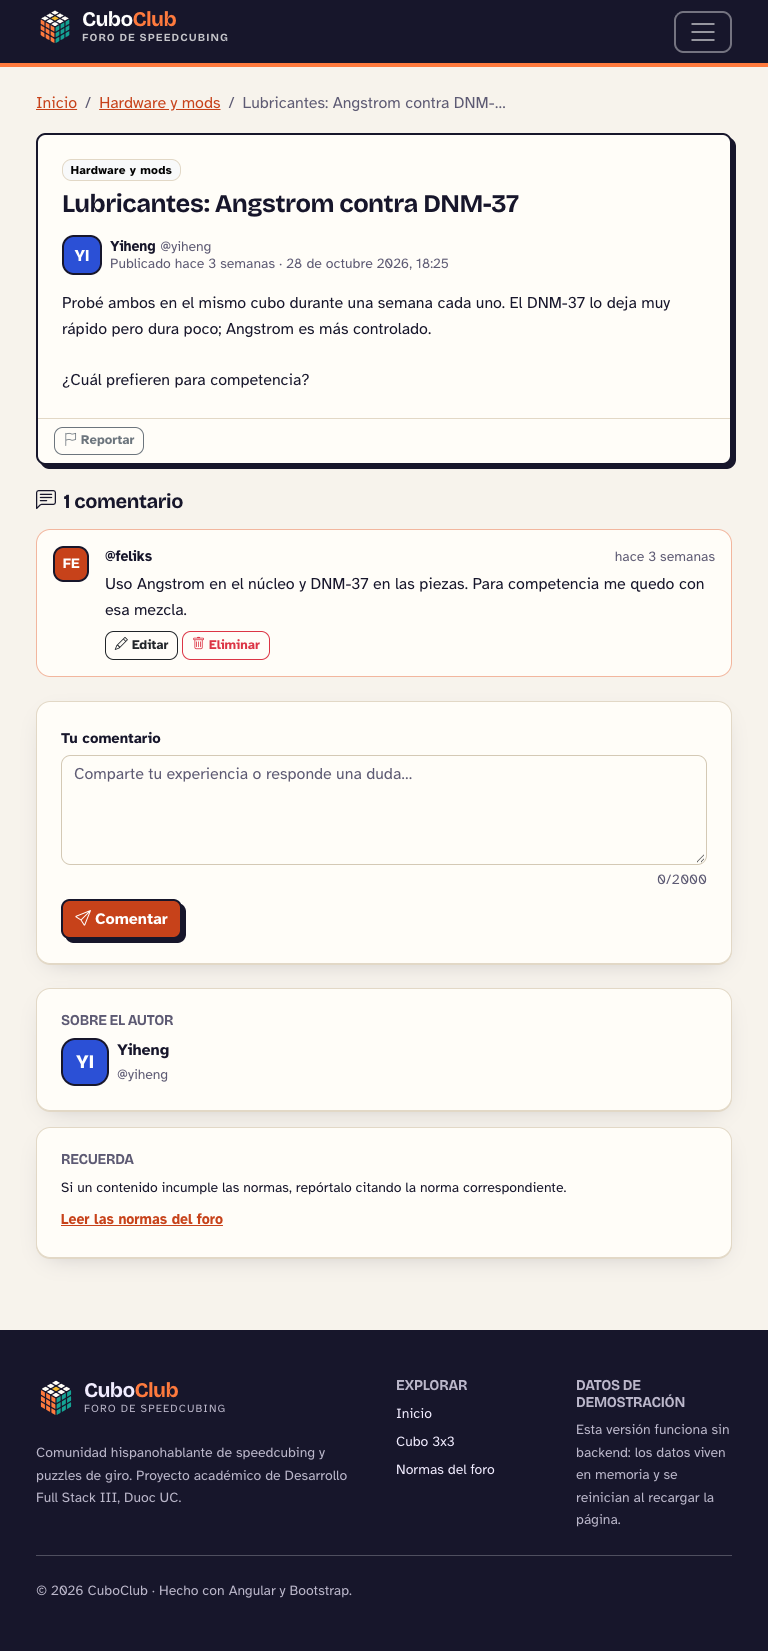 CuboClub
FORO DE SPEEDCUBING
Inicio / Hardware y mods / Lubricantes: Angstrom contra DNM-...
Hardware y mods
Lubricantes: Angstrom contra DNM-37
YI
Yiheng @yiheng
Publicado hace 3 semanas · 28 de octubre 2026, 18:25
Probé ambos en el mismo cubo durante una semana cada uno. El DNM-37 lo deja muy
rápido pero dura poco; Angstrom es más controlado.
¿Cuál prefieren para competencia?
Reportar
1 comentario
FE
@feliks
hace 3 semanas
Uso Angstrom en el núcleo y DNM-37 en las piezas. Para competencia me quedo con
esa mezcla.
Editar
Eliminar
Tu comentario
Comparte tu experiencia o responde una duda...
0/2000
Comentar
SOBRE EL AUTOR
YI
Yiheng
@yiheng
RECUERDA
Si un contenido incumple las normas, repórtalo citando la norma correspondiente.
Leer las normas del foro
CuboClub
FORO DE SPEEDCUBING
Comunidad hispanohablante de speedcubing y
puzzles de giro. Proyecto académico de Desarrollo
Full Stack III, Duoc UC.
EXPLORAR
Inicio
Cubo 3x3
Normas del foro
DATOS DE
DEMOSTRACIÓN
Esta versión funciona sin
backend: los datos viven
en memoria y se
reinician al recargar la
página.
© 2026 CuboClub · Hecho con Angular y Bootstrap.